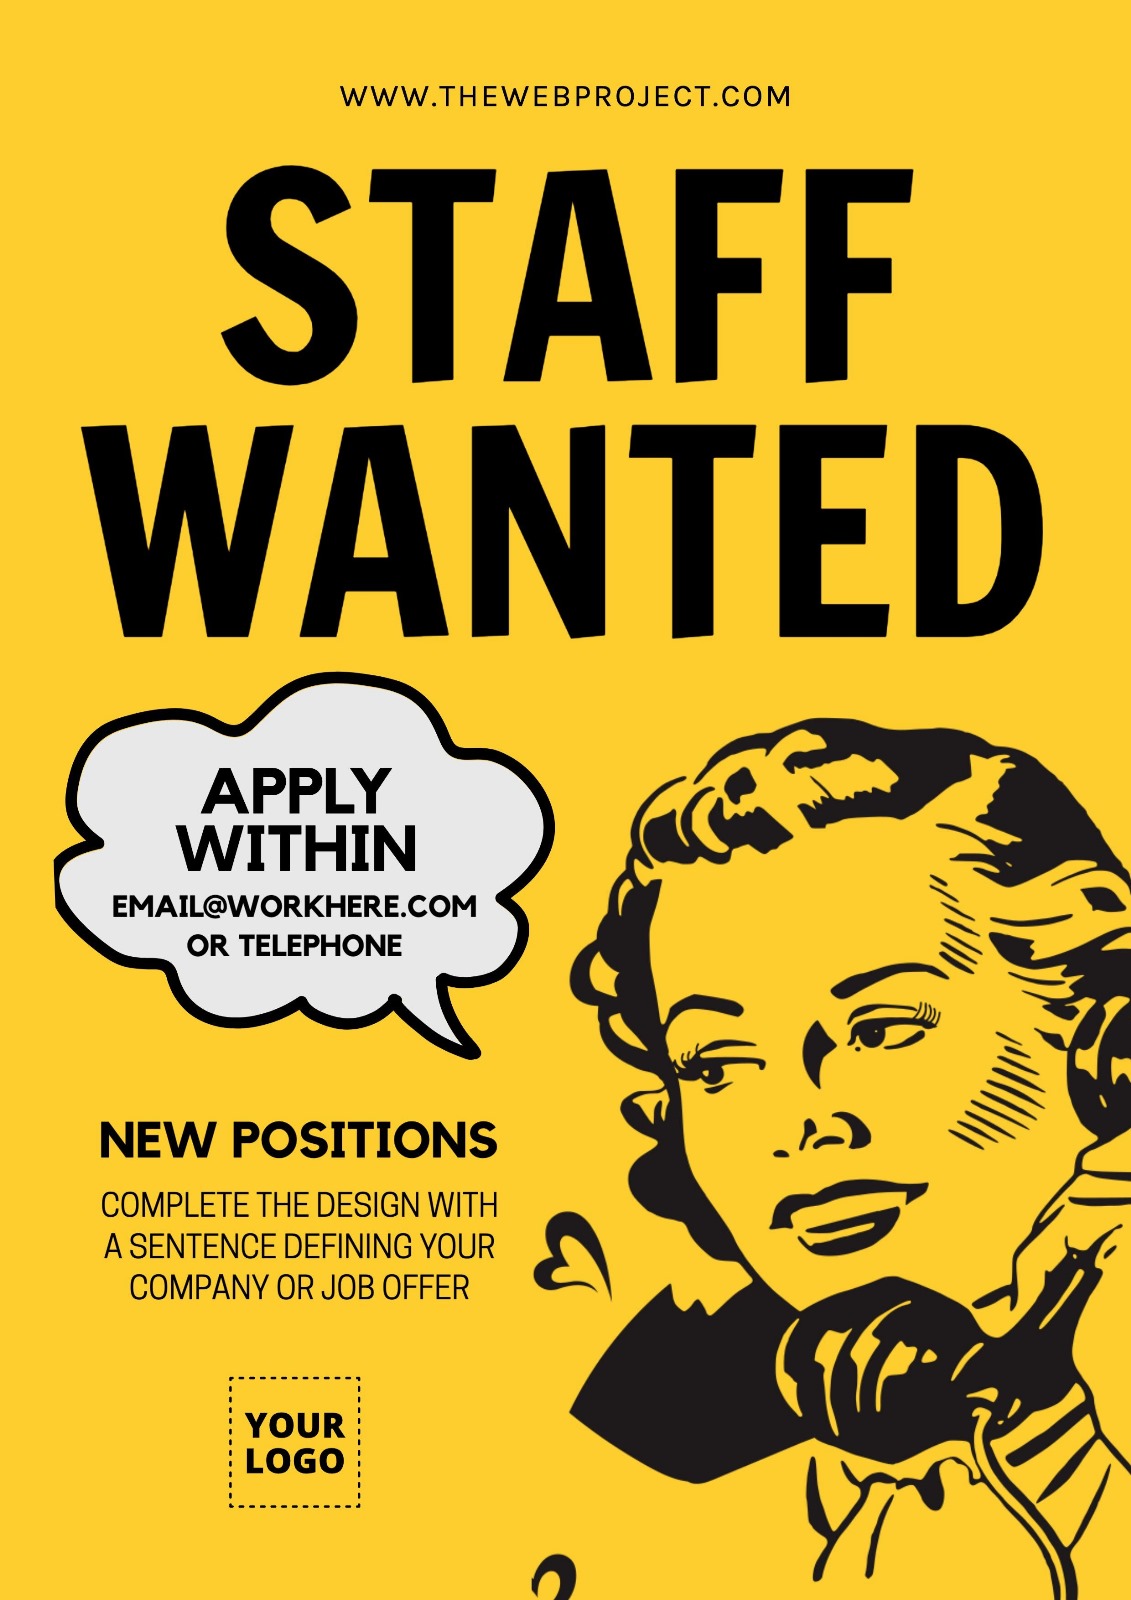 WWW.THEWEBPROJECT.COM
STAFF
WANTED
APPLY
WITHIN
EMAIL@WORKHERE.COM
OR TELEPHONE
NEW POSITIONS
COMPLETE THE DESIGN WITH
A SENTENCE DEFINING YOUR
COMPANY OR JOB OFFER
YOUR
LOGO